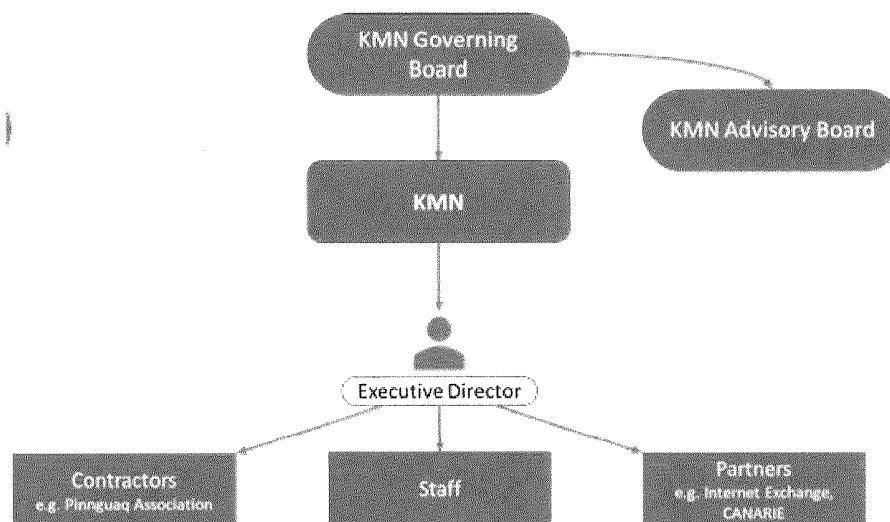 KMN Governing
Board
KMN Advisory Board
KMN
Executive Director
Contractors
e.g. Pinnguaq Association
Staff
Partners
e.g. Internet Exchange,
CANARIE